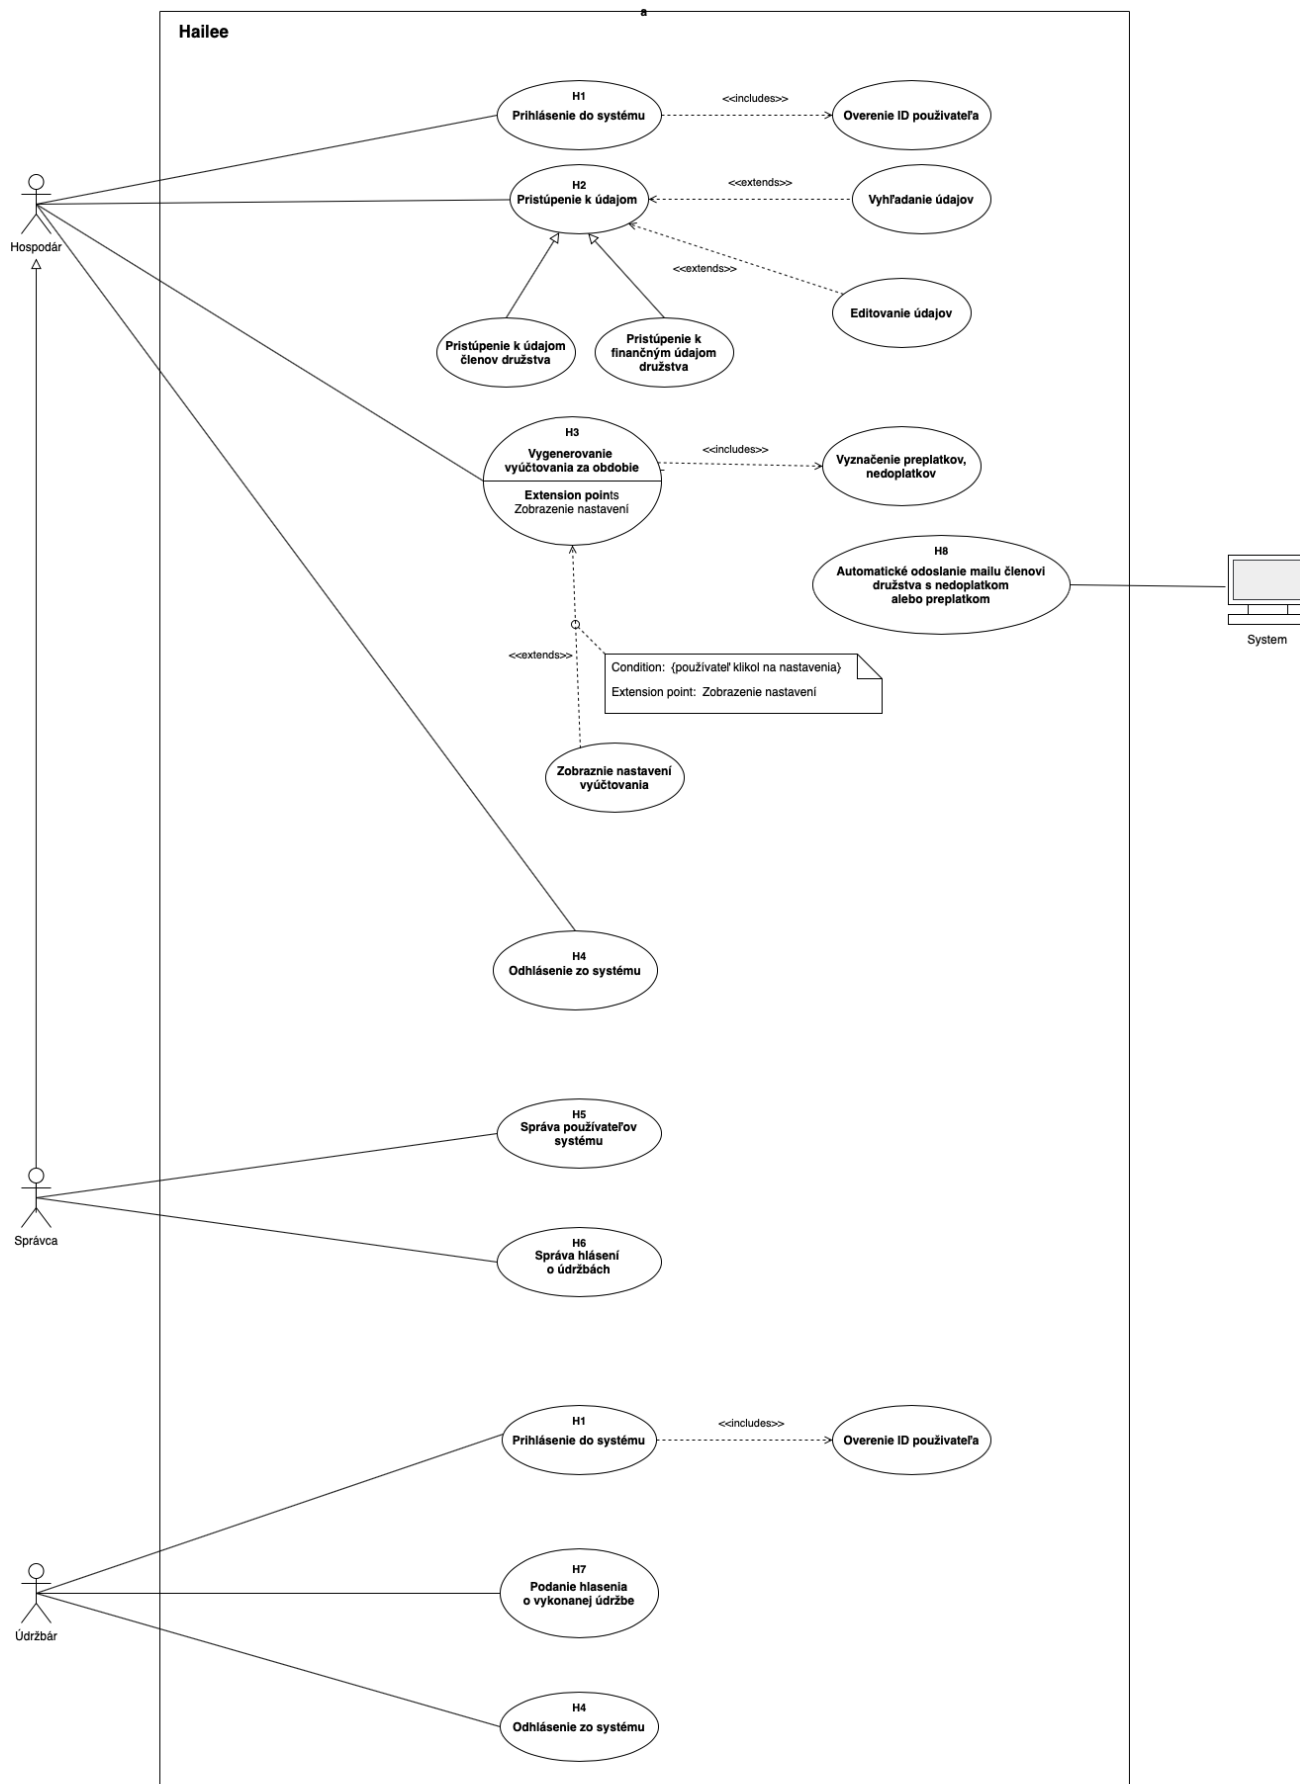 a
Hailee
H1
Prihlásenie do systému
<<includes>>
Overenie ID použivateľa
H2
Pristúpenie k údajom
<<extends>>
Vyhľadanie údajov
Hospodár
<<extends>>
Editovanie údajov
Pristúpenie k údajom
členov družstva
Pristúpenie k
finančným údajom
družstva
H3
Vygenerovanie
vyúčtovania za obdobie
Extension points
Zobrazenie nastavení
<<includes>>
Vyznačenie preplatkov,
nedoplatkov
H8
Automatické odoslanie mailu členovi
družstva s nedoplatkom
alebo preplatkom
System
<<extends>>
Condition: {používateľ klikol na nastavenia}
Extension point: Zobrazenie nastavení
Zobraznie nastavení
vyúčtovania
H4
Odhlásenie zo systému
H5
Správa používateľov
systému
Správca
H6
Správa hlásení
o údržbách
H1
Prihlásenie do systému
<<includes>>
Overenie ID použivateľa
H7
Podanie hlasenia
o vykonanej údržbe
Údržbár
H4
Odhlásenie zo systému